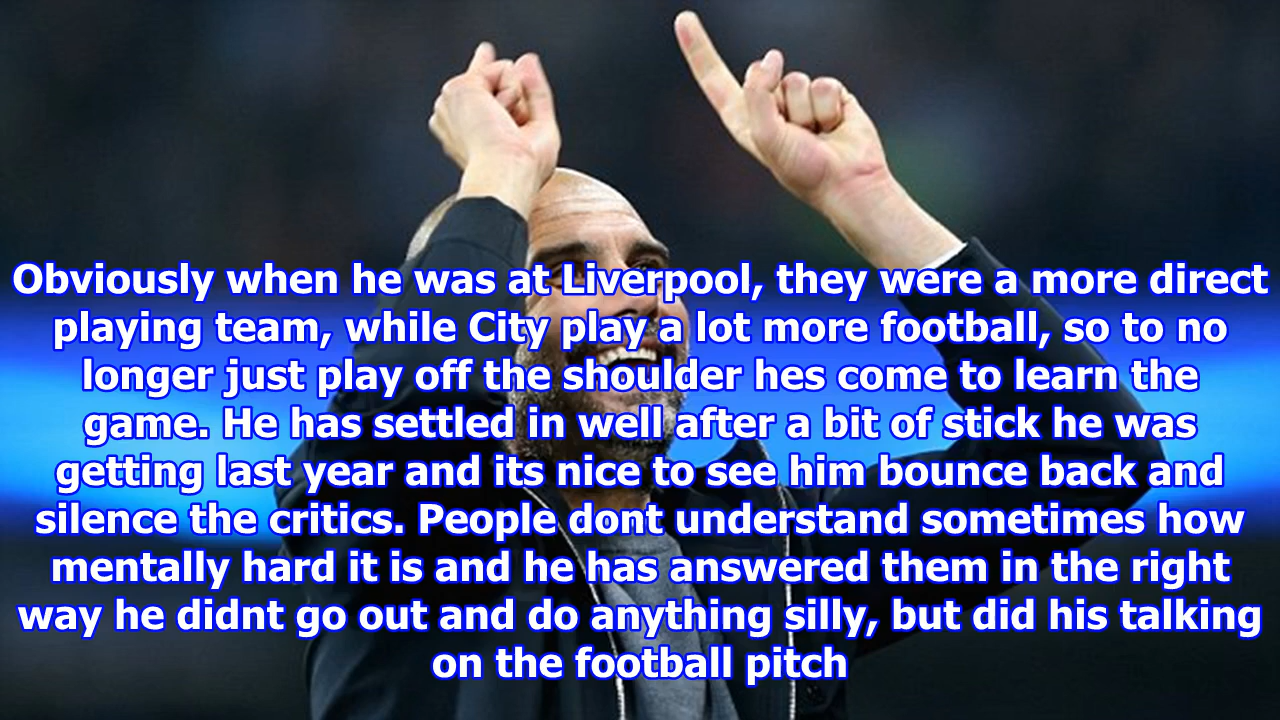 Obviously when he was at Liverpool, they were a more direct
playing team, while City play a lot more football, so to no
longer just play off the shoulder hes come to learn the
game. He has settled in well after a bit of stick he was
getting last year and its nice to see him bounce back and
silence the critics. People dont understand sometimes how
mentally hard it is and he has answered them in the right
way he didnt go out and do anything silly, but did his talking
on the football pitch